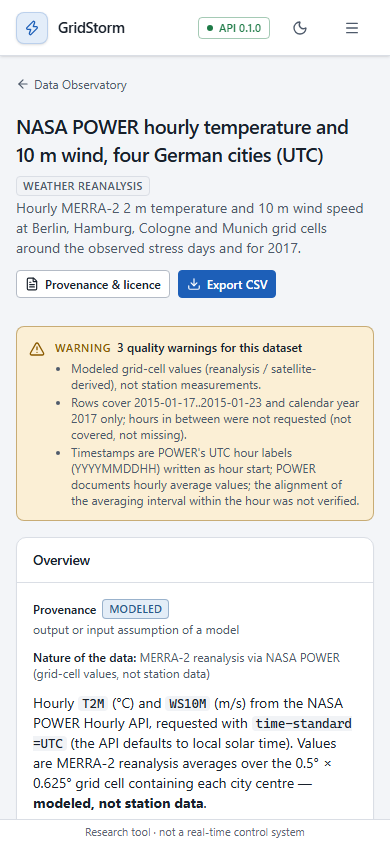 GridStorm
API 0.1.0
Data Observatory
NASA POWER hourly temperature and
10 m wind, four German cities (UTC)
WEATHER REANALYSIS
Hourly MERRA-2 2 m temperature and 10 m wind speed
at Berlin, Hamburg, Cologne and Munich grid cells
around the observed stress days and for 2017.
Provenance & licence
Export CSV
WARNING 3 quality warnings for this dataset
• Modeled grid-cell values (reanalysis / satellite-
derived), not station measurements.
• Rows cover 2015-01-17..2015-01-23 and calendar year
2017 only; hours in between were not requested (not
covered, not missing).
• Timestamps are POWER's UTC hour labels
(YYYYMMDDHH) written as hour start; POWER
documents hourly average values; the alignment of
the averaging interval within the hour was not verified.
Overview
Provenance MODELED
output or input assumption of a model
Nature of the data: MERRA-2 reanalysis via NASA POWER
(grid-cell values, not station data)
Hourly T2M (°C) and WS10M (m/s) from the NASA
POWER Hourly API, requested with time-standard
=UTC (the API defaults to local solar time). Values
are MERRA-2 reanalysis averages over the 0.5° ×
0.625° grid cell containing each city centre —
modeled, not station data.
Research tool · not a real-time control system